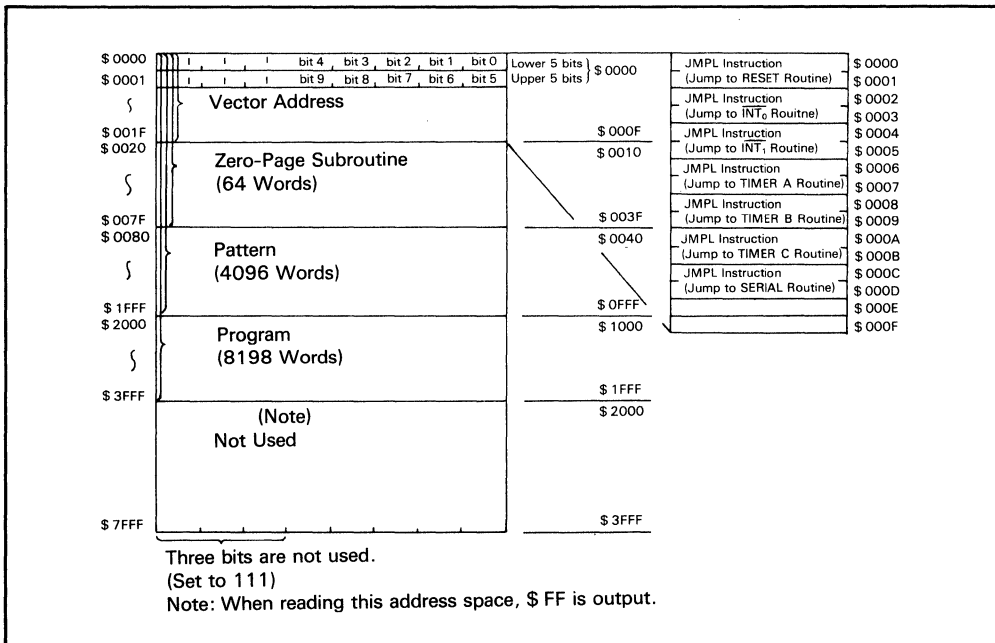 $ 0000
$ 0001
$ 001F
$ 0020
$ 007F
$ 0080
$ 1FFF
$ 2000
$ 3FFF
$ 7FFF
bit 4 bit 3 bit 2 bit 1 bit 0
bit 9 bit 8 bit 7 bit 6 bit 5
Vector Address
Zero-Page Subroutine
(64 Words)
Pattern
(4096 Words)
Program
(8198 Words)
(Note)
Not Used
Lower 5 bits } $ 0000
Upper 5 bits
$ 000F
$ 0010
$ 003F
$ 0040
$ 0FFF
$ 1000
$ 1FFF
$ 2000
$ 3FFF
JMPL Instruction
(Jump to RESET Routine)
JMPL Instruction
(Jump to INT₀ Rouitne)
JMPL Instruction
(Jump to INT₁ Routine)
JMPL Instruction
(Jump to TIMER A Routine)
JMPL Instruction
(Jump to TIMER B Routine)
JMPL Instruction
(Jump to TIMER C Routine)
JMPL Instruction
(Jump to SERIAL Routine)
$ 0000
$ 0001
$ 0002
$ 0003
$ 0004
$ 0005
$ 0006
$ 0007
$ 0008
$ 0009
$ 000A
$ 000B
$ 000C
$ 000D
$ 000E
$ 000F
Three bits are not used.
(Set to 111)
Note: When reading this address space, $ FF is output.